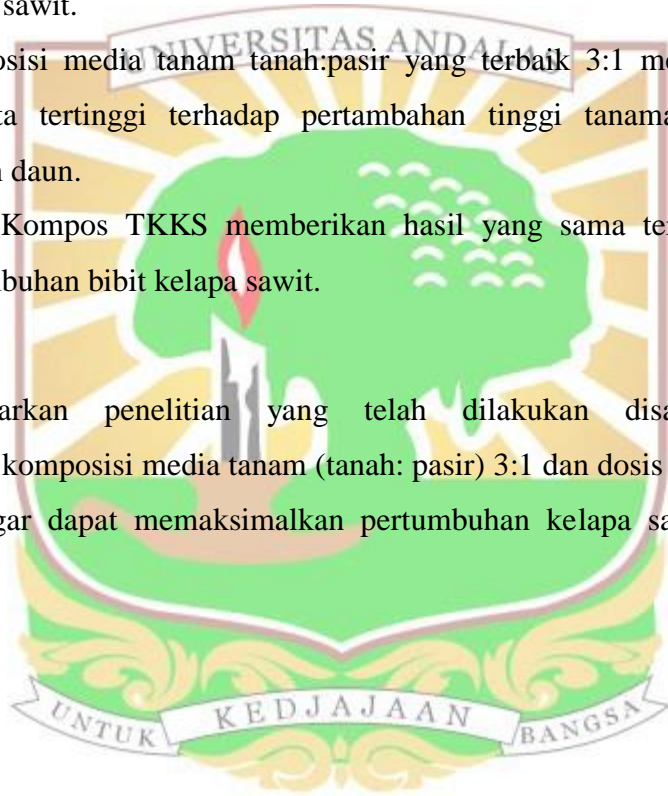 sawit.
UNIVERSITAS ANDALAS
osisi media tanam tanah:pasir yang terbaik 3:1 me
ta tertinggi terhadap pertambahan tinggi tanama
n daun.
Kompos TKKS memberikan hasil yang sama ter
buhan bibit kelapa sawit.
arkan penelitian yang telah dilakukan disa
komposisi media tanam (tanah: pasir) 3:1 dan dosis
gar dapat memaksimalkan pertumbuhan kelapa sa
UNTUK KEDJAJAAN BANGSA